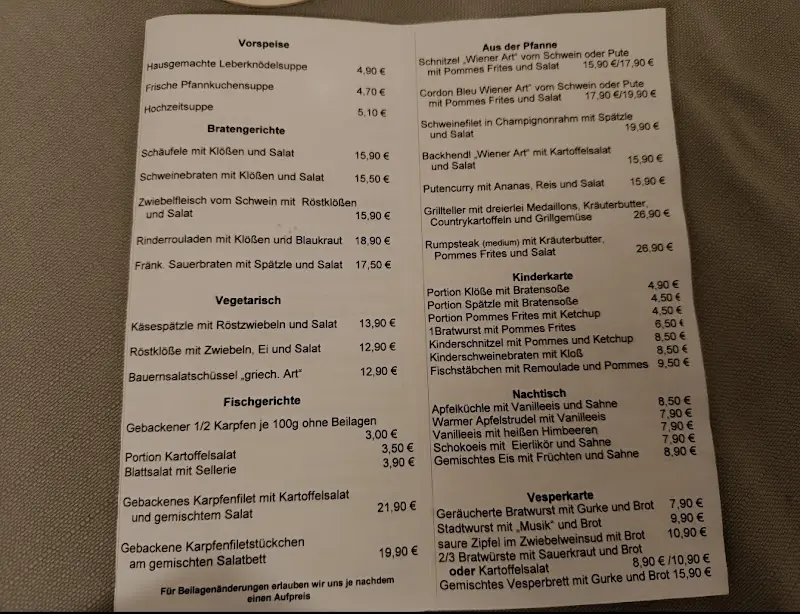 Vorspeise
Hausgemachte Leberknödelsuppe 4,90 €
Frische Pfannkuchensuppe 4,70 €
Hochzeitsuppe 5,10 €
Bratengerichte
Schäufele mit Klößen und Salat 15,90 €
Schweinebraten mit Klößen und Salat 15,50 €
Zwiebelfleisch vom Schwein mit Röstklößen
und Salat 15,90 €
Rinderrouladen mit Klößen und Blaukraut 18,90 €
Fränk. Sauerbraten mit Spätzle und Salat 17,50 €
Vegetarisch
Käsespätzle mit Röstzwiebeln und Salat 13,90 €
Röstklöße mit Zwiebeln, Ei und Salat 12,90 €
Bauernsalatschüssel „griech. Art" 12,90 €
Fischgerichte
Gebackener 1/2 Karpfen je 100g ohne Beilagen
3,00 €
Portion Kartoffelsalat 3,50 €
Blattsalat mit Sellerie 3,90 €
Gebackenes Karpfenfilet mit Kartoffelsalat
und gemischtem Salat 21,90 €
Gebackene Karpfenfiletstückchen
am gemischten Salatbett 19,90 €
Für Beilagenänderungen erlauben wir uns je nachdem
einen Aufpreis
Aus der Pfanne
Schnitzel „Wiener Art" vom Schwein oder Pute
mit Pommes Frites und Salat 15,90 €/17,90 €
Cordon Bleu Wiener Art" vom Schwein oder Pute
mit Pommes Frites und Salat 17,90 €/19,90 €
Schweinefilet in Champignonrahm mit Spätzle
und Salat 19,90 €
Backhendl „Wiener Art" mit Kartoffelsalat
und Salat 15,90 €
Putencurry mit Ananas, Reis und Salat 15,90 €
Grillteller mit dreierlei Medaillons, Kräuterbutter,
Countrykartoffeln und Grillgemüse 26,90 €
Rumpsteak (medium) mit Kräuterbutter,
Pommes Frites und Salat 26,90 €
Kinderkarte
Portion Klöße mit Bratensoße 4,90 €
Portion Spätzle mit Bratensoße 4,50 €
Portion Pommes Frites mit Ketchup 4,50 €
1Bratwurst mit Pommes Frites 6,50 €
Kinderschnitzel mit Pommes und Ketchup 8,50 €
Kinderschweinebraten mit Kloß 8,50 €
Fischstäbchen mit Remoulade und Pommes 9,50 €
Nachtisch
Apfelküchle mit Vanilleeis und Sahne 8,50 €
Warmer Apfelstrudel mit Vanilleeis 7,90 €
Vanilleeis mit heißen Himbeeren 7,90 €
Schokoeis mit Eierlikör und Sahne 7,90 €
Gemischtes Eis mit Früchten und Sahne 8,90 €
Vesperkarte
Geräucherte Bratwurst mit Gurke und Brot 7,90 €
Stadtwurst mit „Musik" und Brot 9,90 €
saure Zipfel im Zwiebelweinsud mit Brot 10,90 €
2/3 Bratwürste mit Sauerkraut und Brot
oder Kartoffelsalat 8,90 € /10,90 €
Gemischtes Vesperbrett mit Gurke und Brot 15,90 €